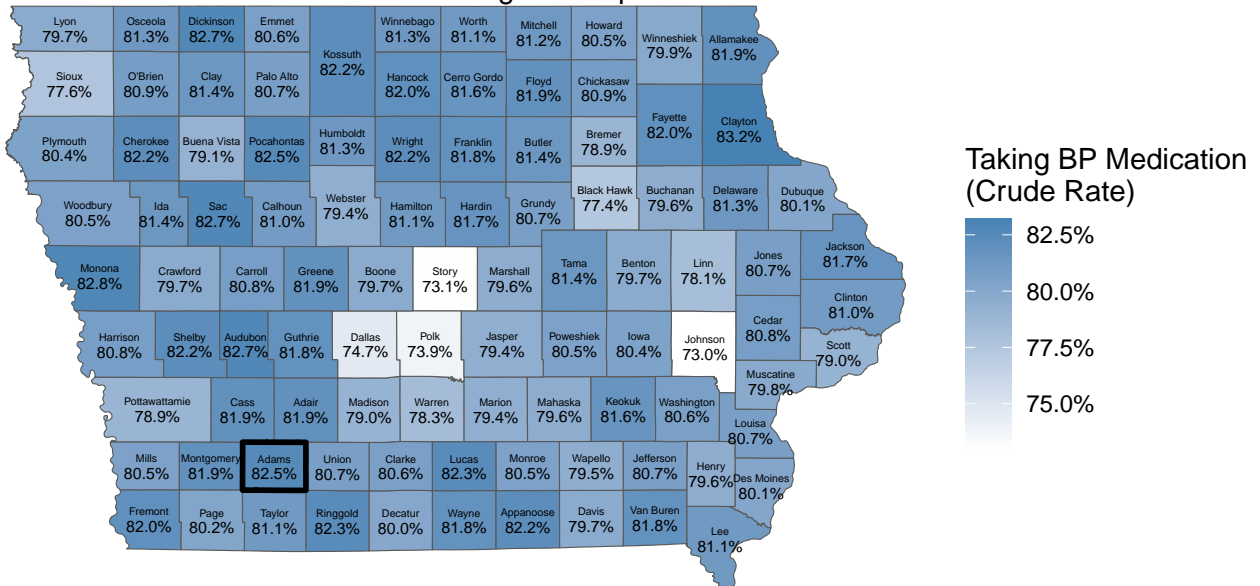 Lyon
79.7%
Osceola
81.3%
Dickinson
82.7%
Emmet
80.6%
Kossuth
82.2%
Winnebago
81.3%
Worth
81.1%
Mitchell
81.2%
Howard
80.5%
Winneshiek
79.9%
Allamakee
81.9%
Sioux
77.6%
O'Brien
80.9%
Clay
81.4%
Palo Alto
80.7%
Hancock
82.0%
Cerro Gordo
81.6%
Floyd
81.9%
Chickasaw
80.9%
Fayette
82.0%
Clayton
83.2%
Plymouth
80.4%
Cherokee
82.2%
Buena Vista
79.1%
Pocahontas
82.5%
Humboldt
81.3%
Wright
82.2%
Franklin
81.8%
Butler
81.4%
Bremer
78.9%
Woodbury
80.5%
Ida
81.4%
Sac
82.7%
Calhoun
81.0%
Webster
79.4%
Hamilton
81.1%
Hardin
81.7%
Grundy
80.7%
Black Hawk
77.4%
Buchanan
79.6%
Delaware
81.3%
Dubuque
80.1%
Monona
82.8%
Crawford
79.7%
Carroll
80.8%
Greene
81.9%
Boone
79.7%
Story
73.1%
Marshall
79.6%
Tama
81.4%
Benton
79.7%
Linn
78.1%
Jones
80.7%
Jackson
81.7%
Clinton
81.0%
Harrison
80.8%
Shelby
82.2%
Audubon
82.7%
Guthrie
81.8%
Dallas
74.7%
Polk
73.9%
Jasper
79.4%
Poweshiek
80.5%
Iowa
80.4%
Johnson
73.0%
Cedar
80.8%
Scott
79.0%
Muscatine
79.8%
Pottawattamie
78.9%
Cass
81.9%
Adair
81.9%
Madison
79.0%
Warren
78.3%
Marion
79.4%
Mahaska
79.6%
Keokuk
81.6%
Washington
80.6%
Louisa
80.7%
Mills
80.5%
Montgomery
81.9%
Adams
82.5%
Union
80.7%
Clarke
80.6%
Lucas
82.3%
Monroe
80.5%
Wapello
79.5%
Jefferson
80.7%
Henry
79.6%
Des Moines
80.1%
Fremont
82.0%
Page
80.2%
Taylor
81.1%
Ringgold
82.3%
Decatur
80.0%
Wayne
81.8%
Appanoose
82.2%
Davis
79.7%
Van Buren
81.8%
Lee
81.1%
Taking BP Medication
(Crude Rate)
82.5%
80.0%
77.5%
75.0%